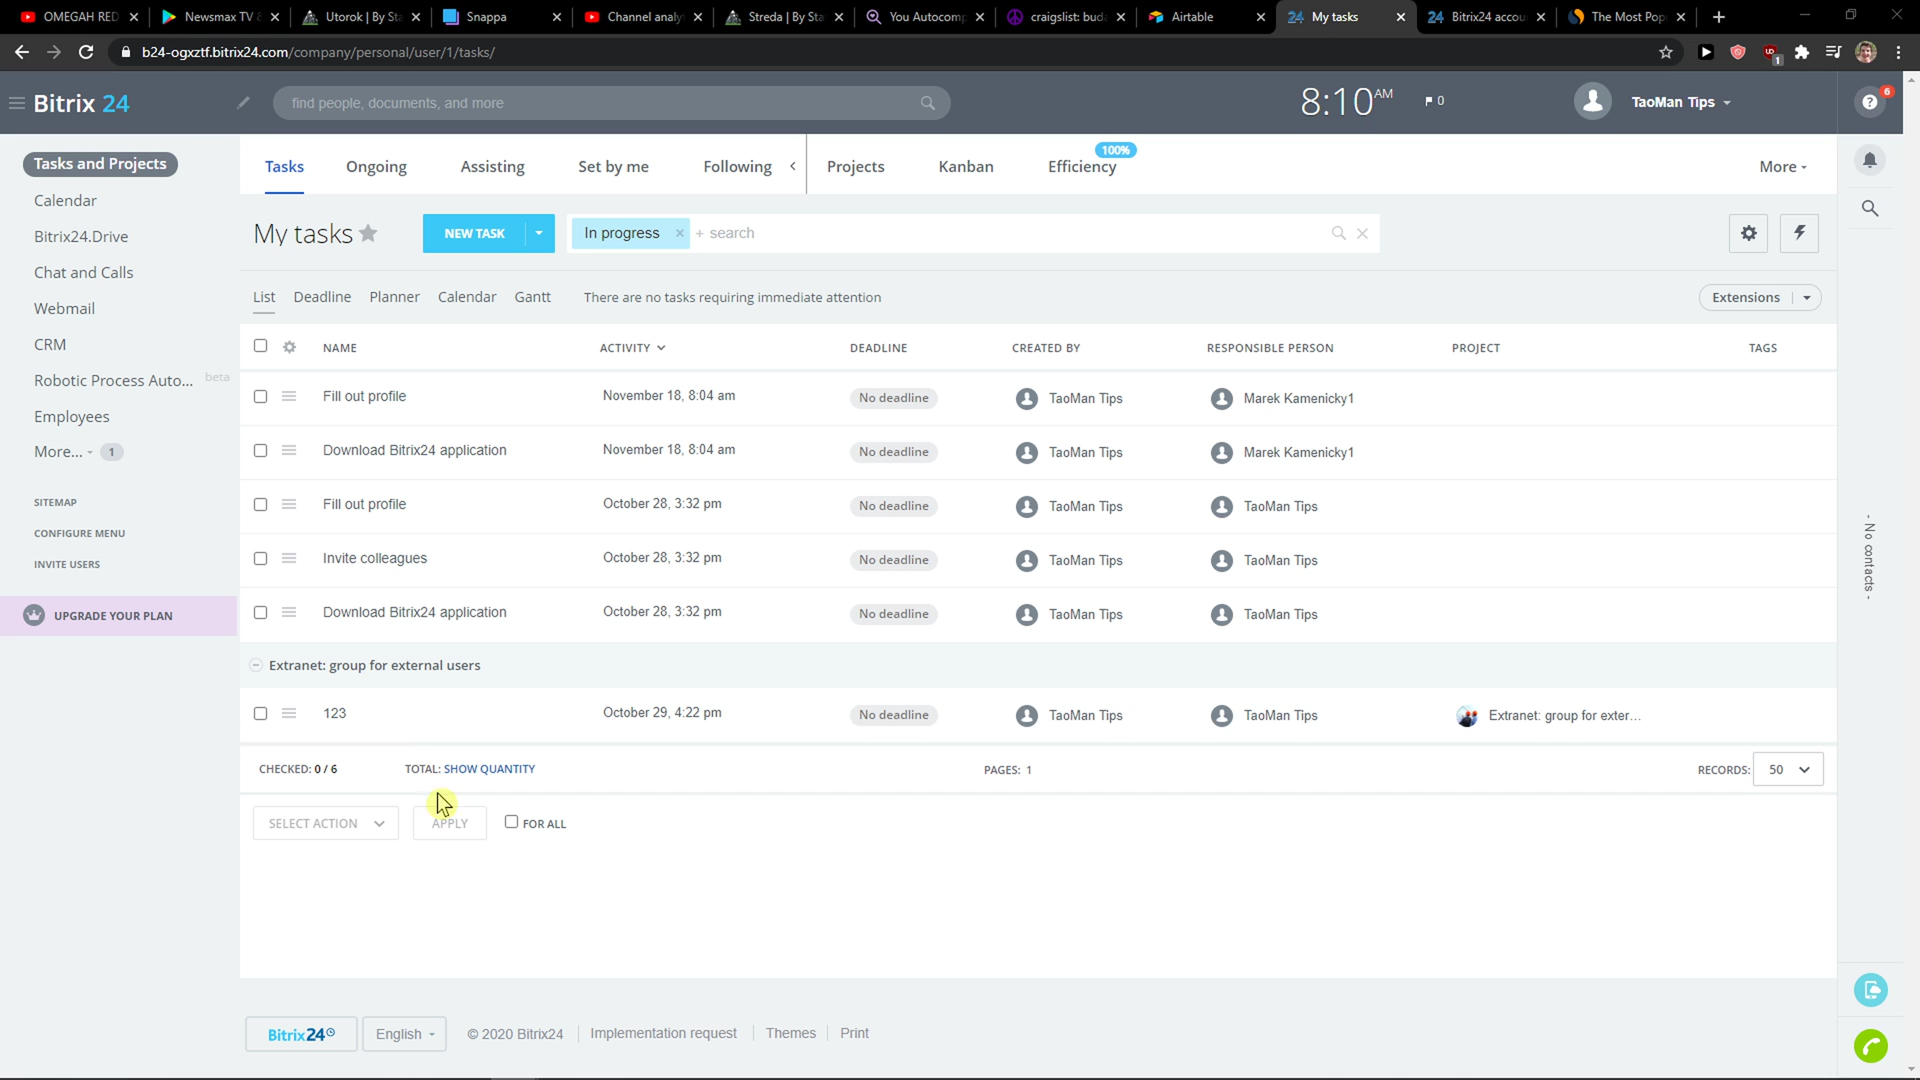 OMEGAH RED
Newsmax TV &
Utorok | By Sta
Snappa
Channel analy
Streda | By Sta
You Autocomp
craigslist: bud
Airtable
24 My tasks
24 Bitrix24 accou
The Most Pop
b24-ogxztf.bitrix24.com/company/personal/user/1/tasks/
1
Bitrix 24
find people, documents, and more
8:10 AM
0
TaoMan Tips
? 6
Tasks and Projects
Calendar
Bitrix24.Drive
Chat and Calls
Webmail
CRM
Robotic Process Auto... beta
Employees
More... 1
SITEMAP
CONFIGURE MENU
INVITE USERS
UPGRADE YOUR PLAN
Tasks Ongoing Assisting Set by me Following Projects Kanban Efficiency 100% More
My tasks NEW TASK In progress × + search
List Deadline Planner Calendar Gantt There are no tasks requiring immediate attention Extensions
NAME ACTIVITY DEADLINE CREATED BY RESPONSIBLE PERSON PROJECT TAGS
Fill out profile November 18, 8:04 am No deadline TaoMan Tips Marek Kamenicky1
Download Bitrix24 application November 18, 8:04 am No deadline TaoMan Tips Marek Kamenicky1
Fill out profile October 28, 3:32 pm No deadline TaoMan Tips TaoMan Tips
Invite colleagues October 28, 3:32 pm No deadline TaoMan Tips TaoMan Tips
Download Bitrix24 application October 28, 3:32 pm No deadline TaoMan Tips TaoMan Tips
Extranet: group for external users
123 October 29, 4:22 pm No deadline TaoMan Tips TaoMan Tips Extranet: group for exter...
CHECKED: 0 / 6 TOTAL: SHOW QUANTITY PAGES: 1 RECORDS: 50
SELECT ACTION APPLY FOR ALL
- No contacts -
Bitrix24 English © 2020 Bitrix24 Implementation request Themes Print